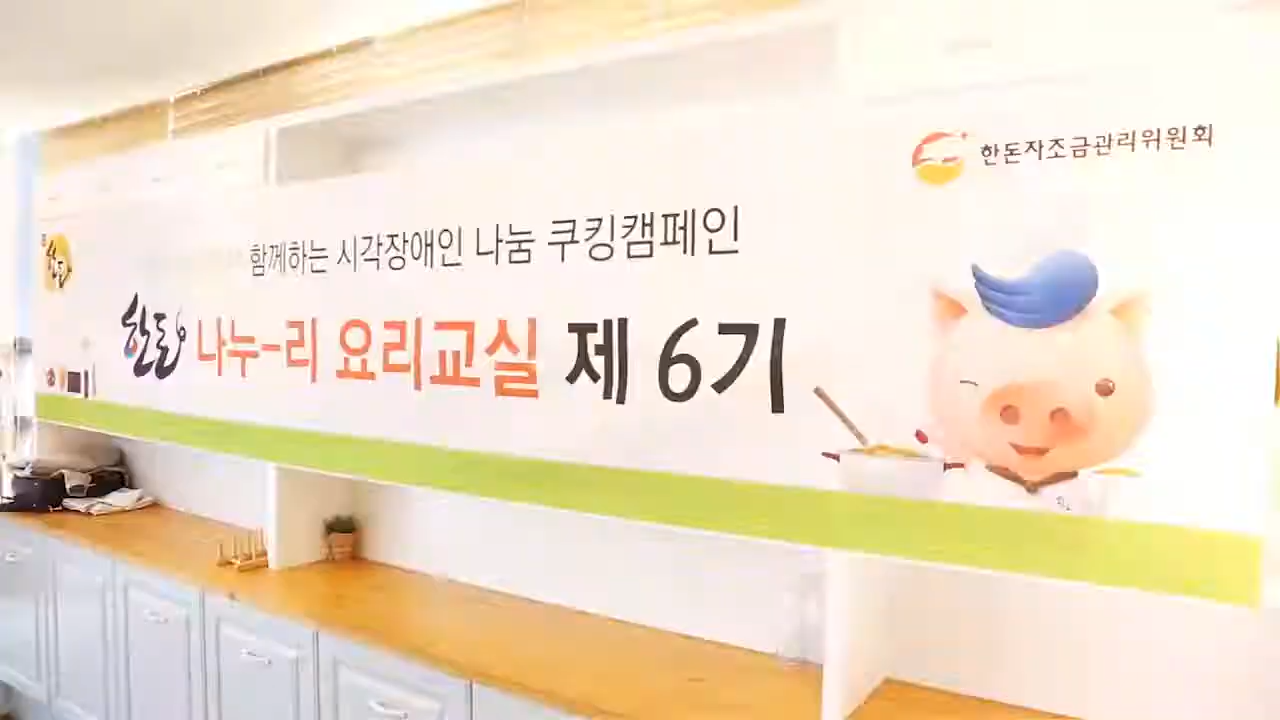 한돈자조금관리위원회
한돈
함께하는 시각장애인 나눔 쿠킹캠페인
한돈 나누-리 요리교실 제 6기